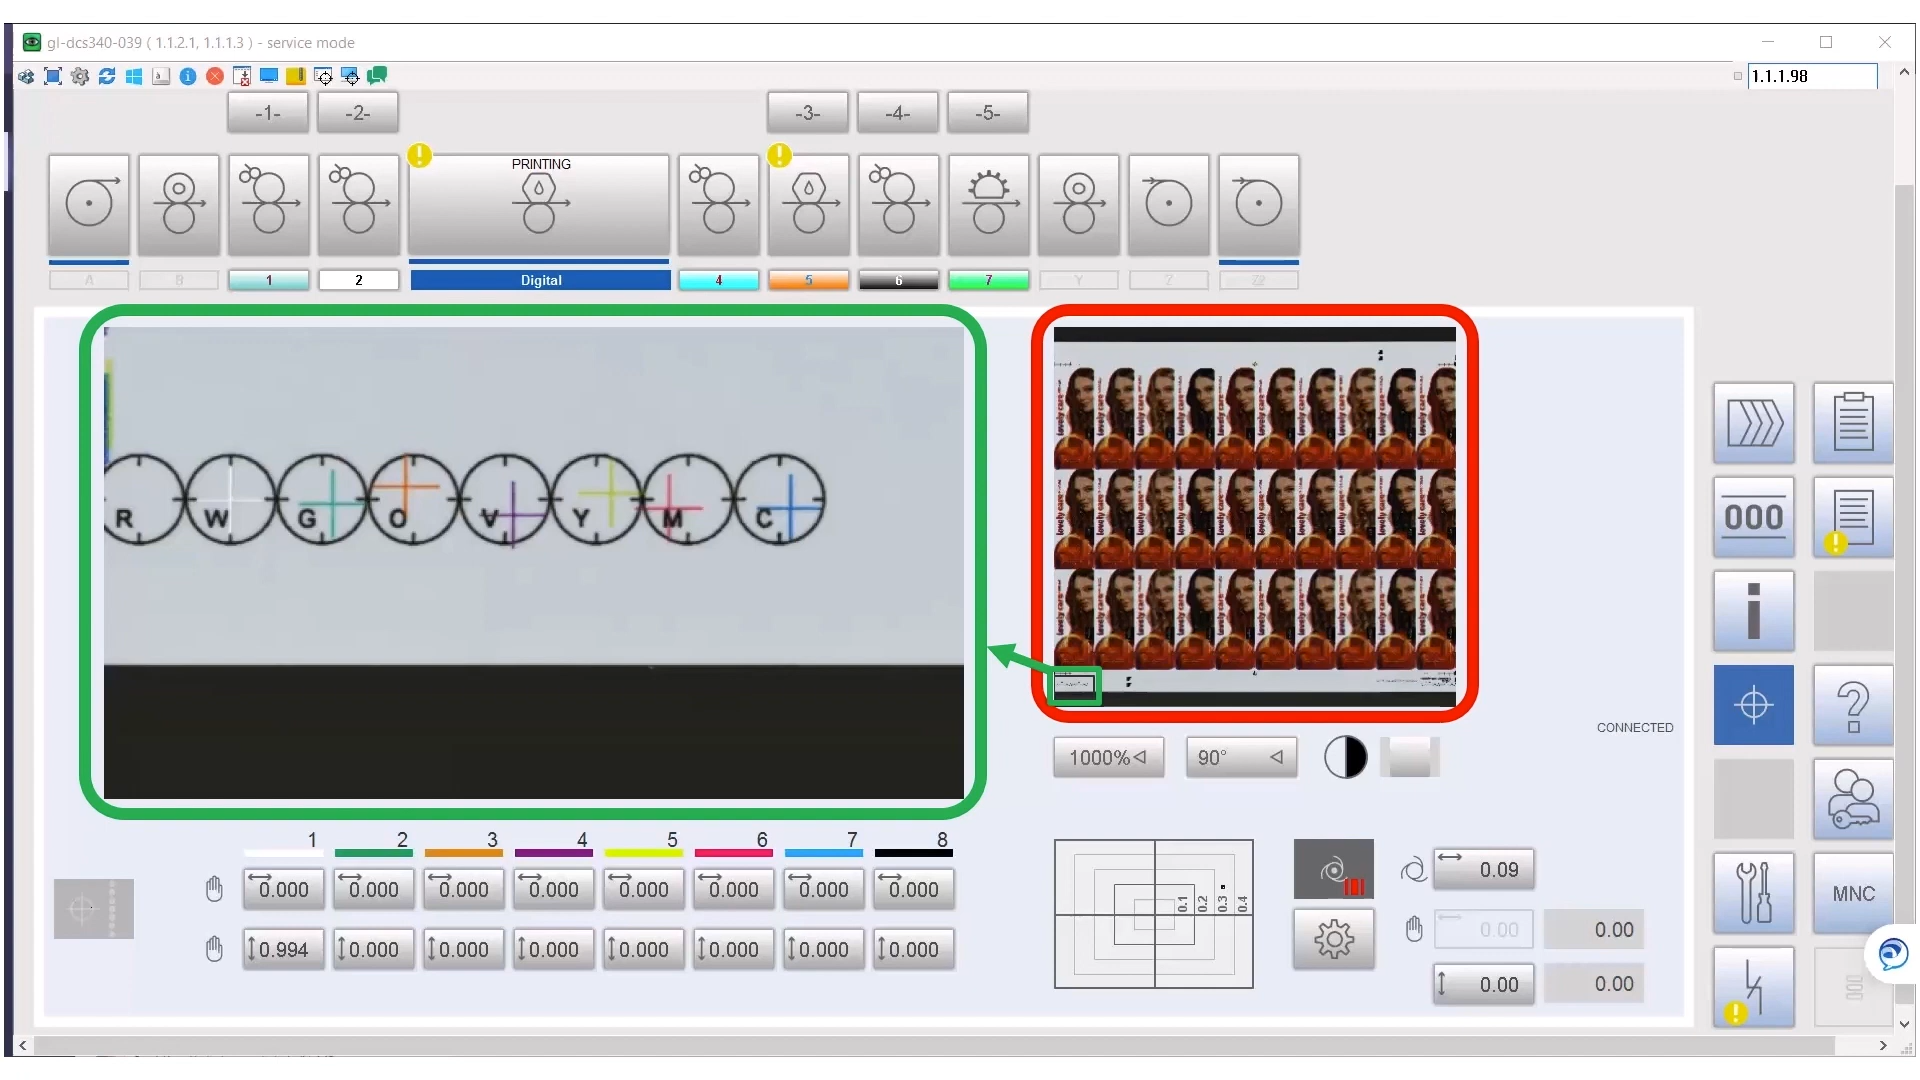 gl-dcs340-039 ( 1.1.2.1, 1.1.1.3 ) - service mode
1.1.1.98
-1- -2- -3- -4- -5-
PRINTING
A B 1 2 Digital 4 5 6 7 Y Z ZZ
R W G O V Y M C
lovely care
000
CONNECTED
1000% 90°
1 2 3 4 5 6 7 8
0.000 0.000 0.000 0.000 0.000 0.000 0.000 0.000
0.994 0.000 0.000 0.000 0.000 0.000 0.000 0.000
0.1 0.2 0.3 0.4
0.09
0.00 0.00
0.00 0.00
MNC